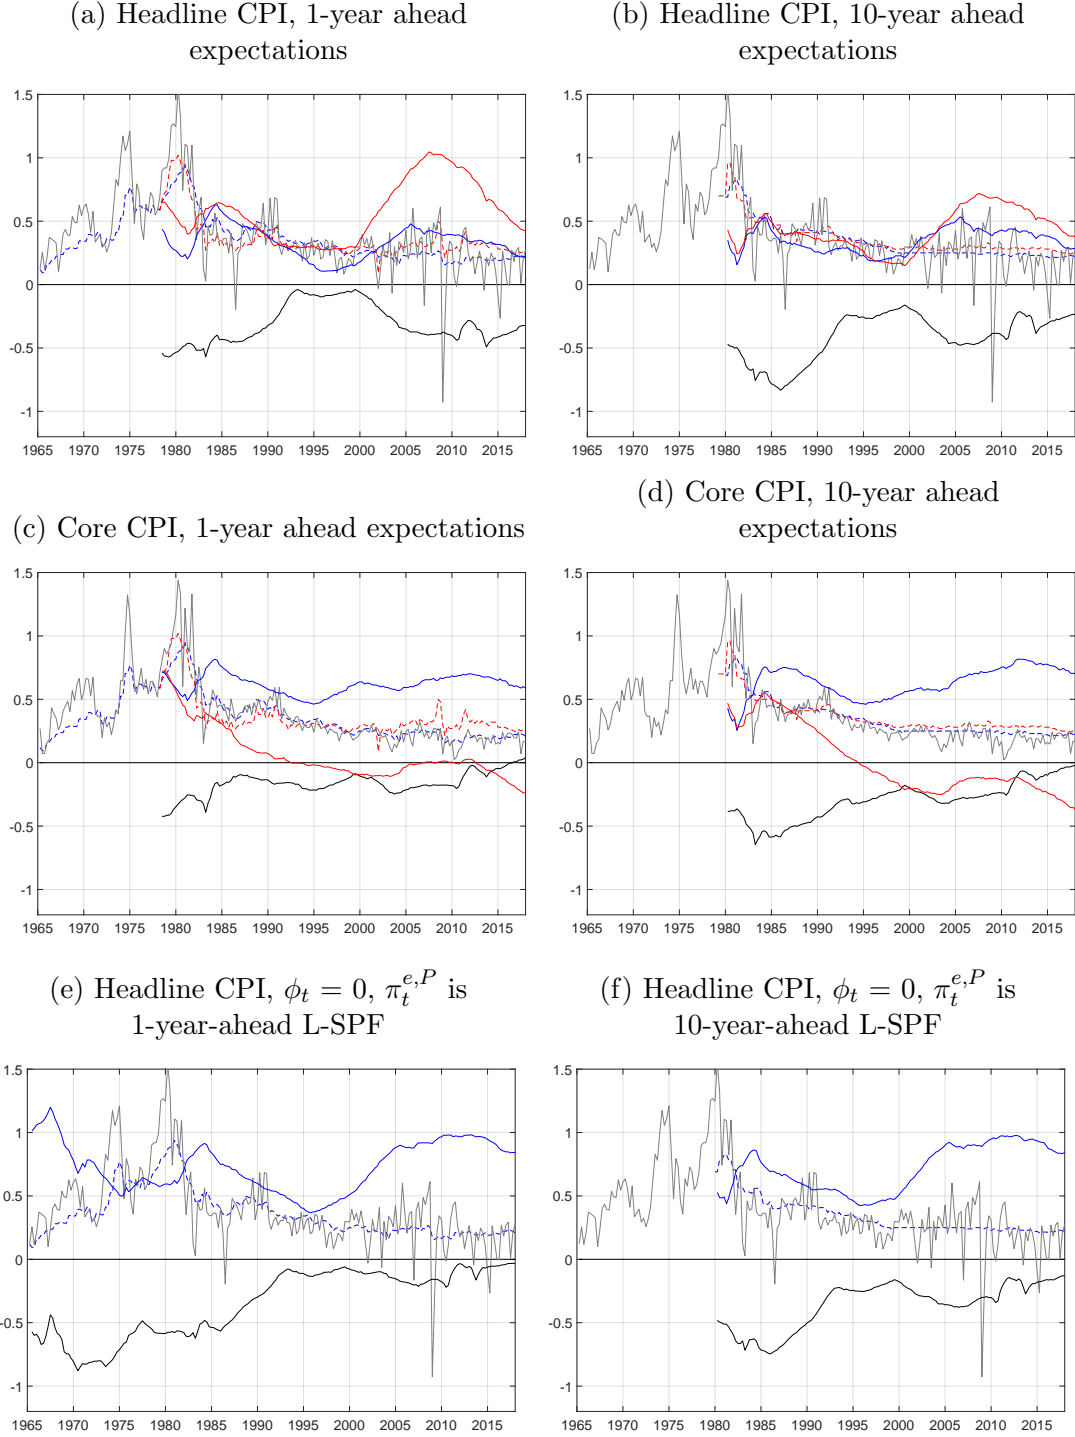 (a) Headline CPI, 1-year ahead
expectations
(b) Headline CPI, 10-year ahead
expectations
1.5
1
0.5
0
-0.5
-1
1965 1970 1975 1980 1985 1990 1995 2000 2005 2010 2015
1.5
1
0.5
0
-0.5
-1
1965 1970 1975 1980 1985 1990 1995 2000 2005 2010 2015
(c) Core CPI, 1-year ahead expectations
(d) Core CPI, 10-year ahead
expectations
1.5
1
0.5
0
-0.5
-1
1965 1970 1975 1980 1985 1990 1995 2000 2005 2010 2015
1.5
1
0.5
0
-0.5
-1
1965 1970 1975 1980 1985 1990 1995 2000 2005 2010 2015
(e) Headline CPI, ϕ_t = 0, π_t^{e,P} is
1-year-ahead L-SPF
(f) Headline CPI, ϕ_t = 0, π_t^{e,P} is
10-year-ahead L-SPF
1.5
1
0.5
0
-0.5
-1
1965 1970 1975 1980 1985 1990 1995 2000 2005 2010 2015
1.5
1
0.5
0
-0.5
-1
1965 1970 1975 1980 1985 1990 1995 2000 2005 2010 2015